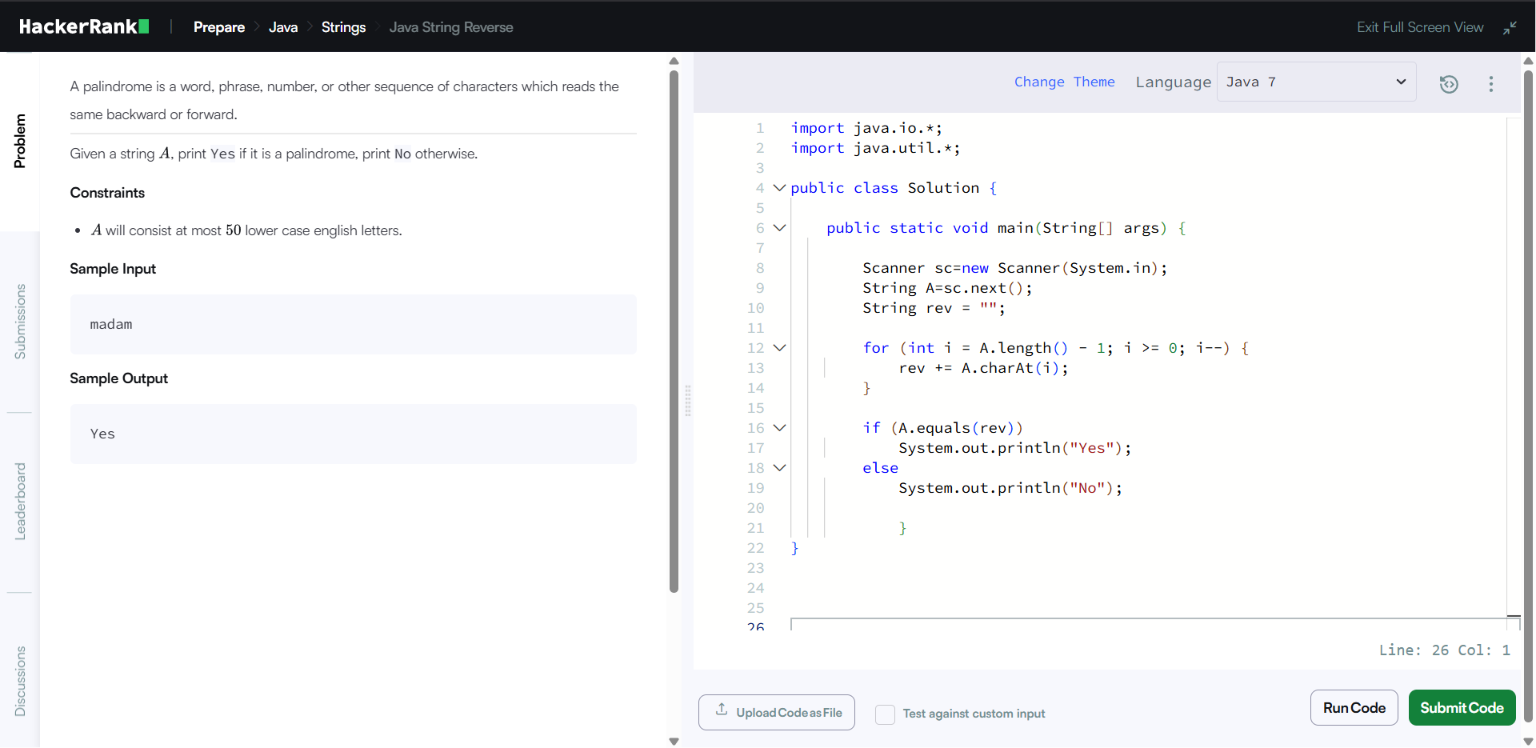 HackerRank | Prepare > Java > Strings > Java String Reverse Exit Full Screen View
Problem
Submissions
Leaderboard
Discussions
A palindrome is a word, phrase, number, or other sequence of characters which reads the
same backward or forward.
Given a string A, print Yes if it is a palindrome, print No otherwise.
Constraints
• A will consist at most 50 lower case english letters.
Sample Input
madam
Sample Output
Yes
Change Theme Language Java 7
1 import java.io.*;
2 import java.util.*;
3
4 public class Solution {
5
6 public static void main(String[] args) {
7
8 Scanner sc=new Scanner(System.in);
9 String A=sc.next();
10 String rev = "";
11
12 for (int i = A.length() - 1; i >= 0; i--) {
13 rev += A.charAt(i);
14 }
15
16 if (A.equals(rev))
17 System.out.println("Yes");
18 else
19 System.out.println("No");
20
21 }
22 }
23
24
25
26
Line: 26 Col: 1
Upload Code as File Test against custom input Run Code Submit Code